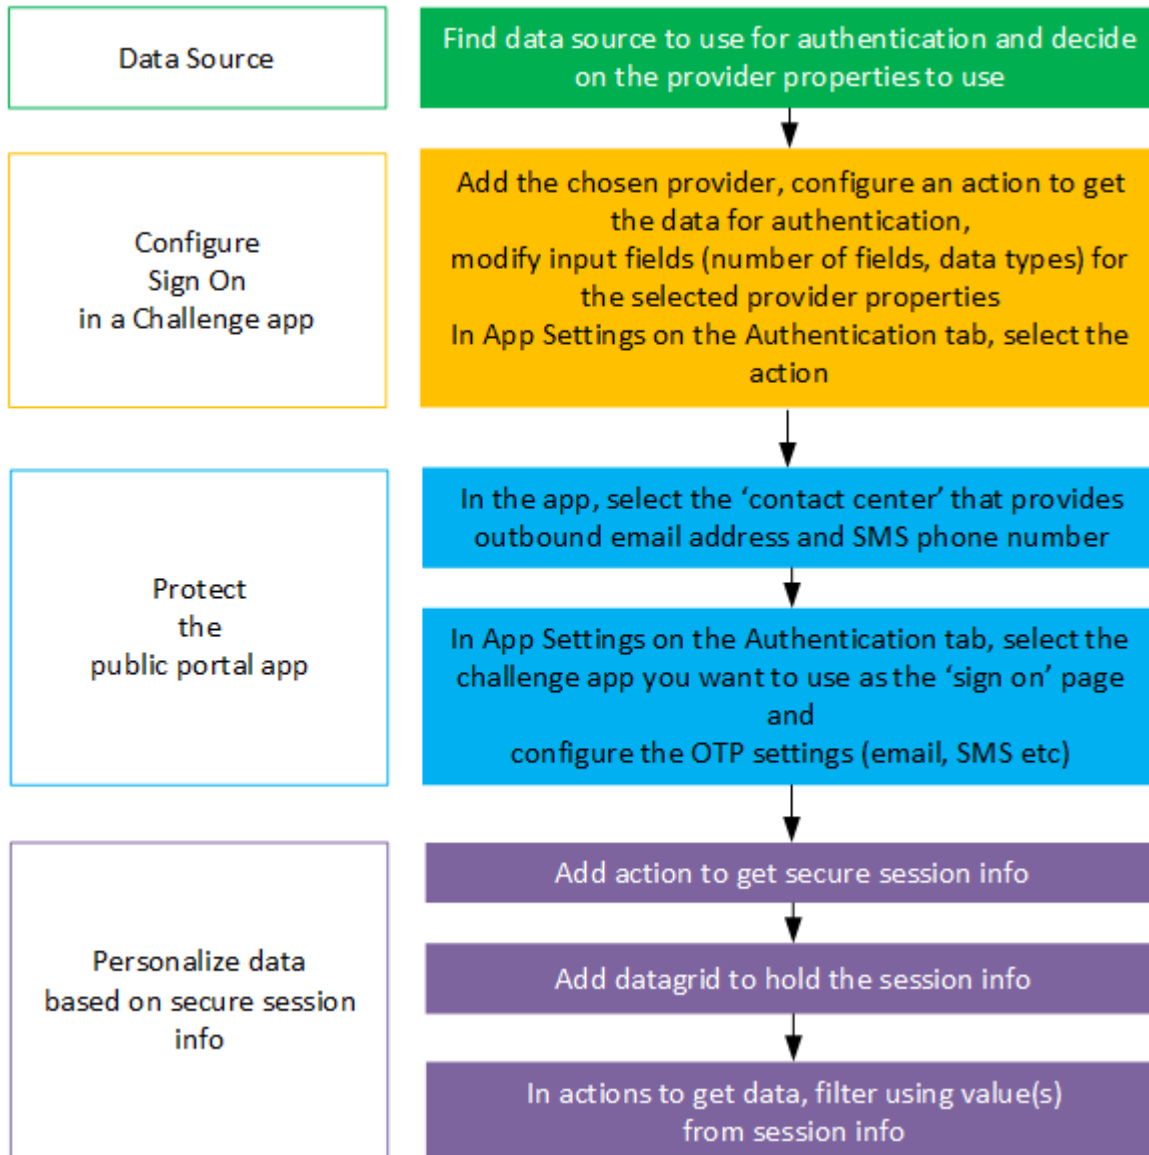 Data Source
Find data source to use for authentication and decide
on the provider properties to use
Configure
Sign On
in a Challenge app
Add the chosen provider, configure an action to get
the data for authentication,
modify input fields (number of fields, data types) for
the selected provider properties
In App Settings on the Authentication tab, select the
action
Protect
the
public portal app
In the app, select the ‘contact center’ that provides
outbound email address and SMS phone number
In App Settings on the Authentication tab, select the
challenge app you want to use as the ‘sign on’ page
and
configure the OTP settings (email, SMS etc)
Personalize data
based on secure session
info
Add action to get secure session info
Add datagrid to hold the session info
In actions to get data, filter using value(s)
from session info